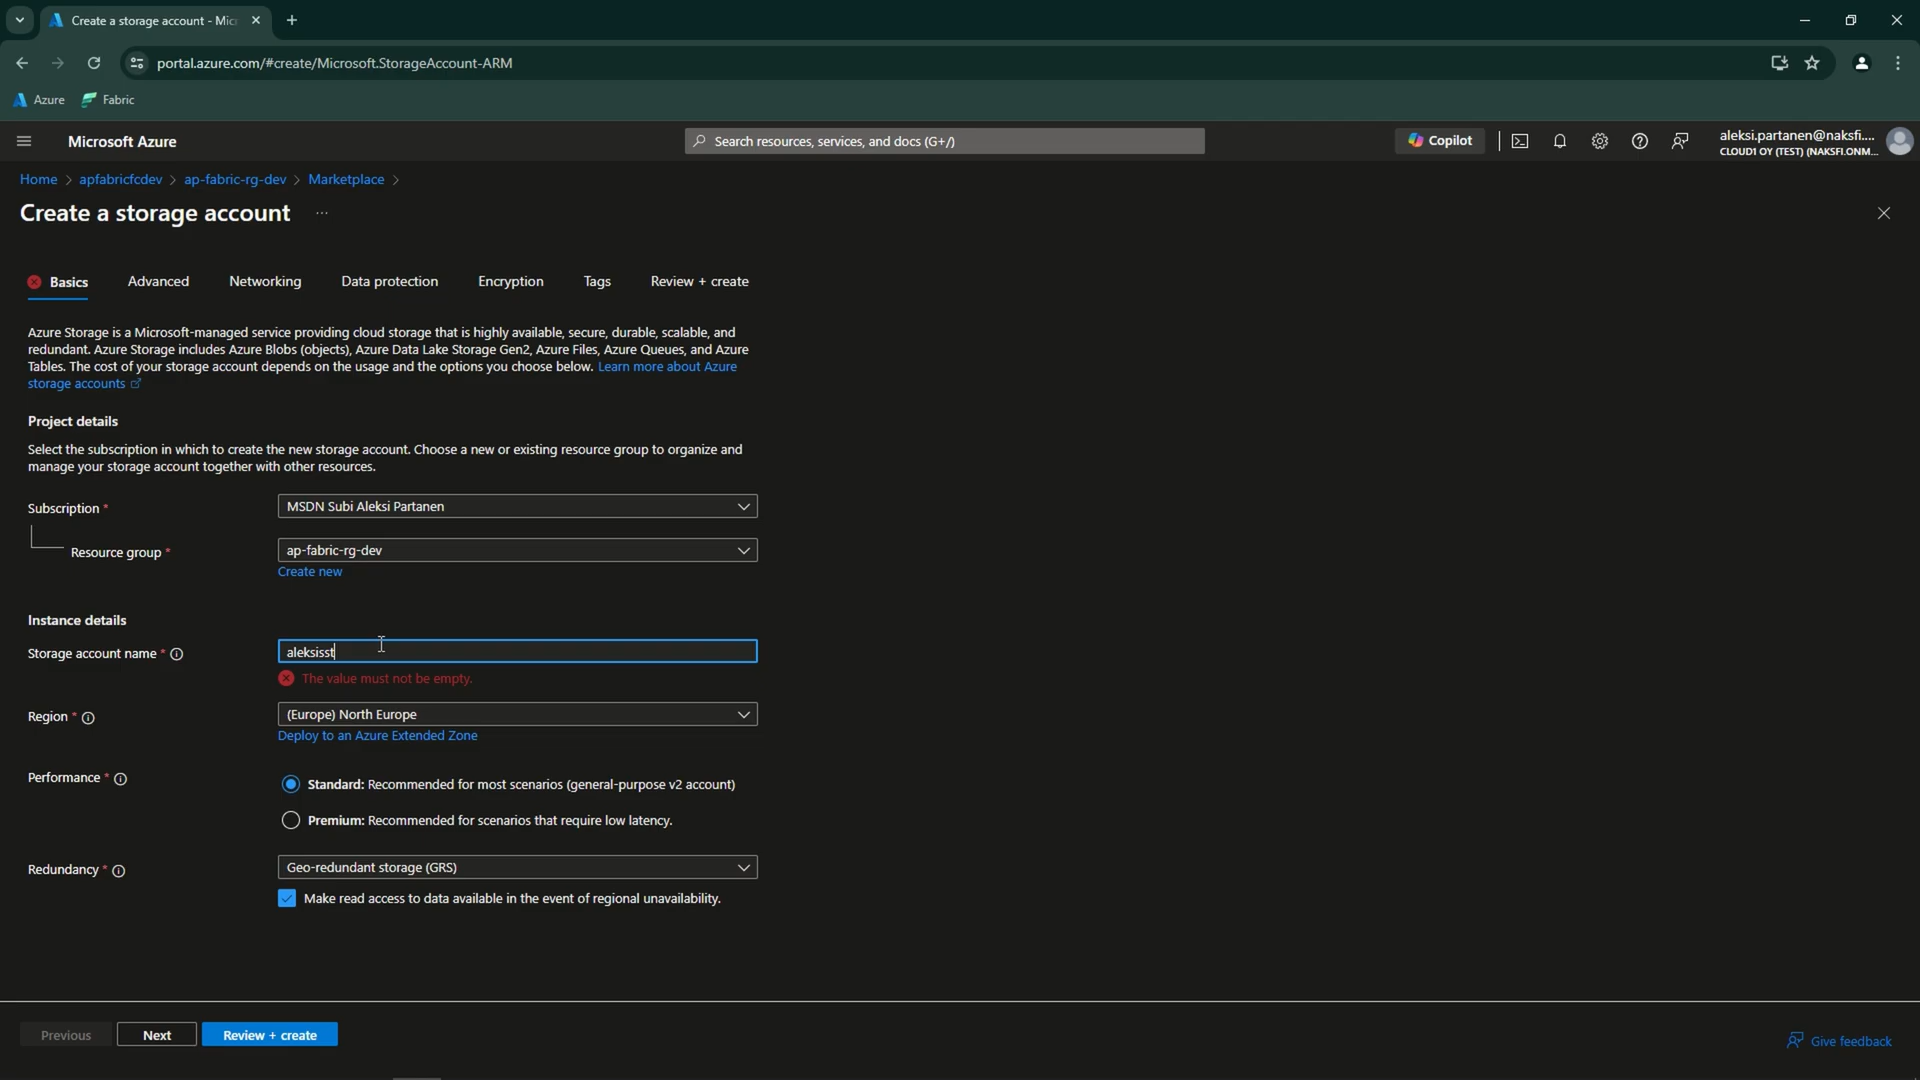 Create a storage account - Mic
portal.azure.com/#create/Microsoft.StorageAccount-ARM
Azure
Fabric
Microsoft Azure
Search resources, services, and docs (G+/)
Copilot
aleksi.partanen@naksfi....
CLOUD1 OY (TEST) (NAKSFI.ONM...
Home > apfabricfcdev > ap-fabric-rg-dev > Marketplace >
Create a storage account ...
Basics
Advanced
Networking
Data protection
Encryption
Tags
Review + create
Azure Storage is a Microsoft-managed service providing cloud storage that is highly available, secure, durable, scalable, and
redundant. Azure Storage includes Azure Blobs (objects), Azure Data Lake Storage Gen2, Azure Files, Azure Queues, and Azure
Tables. The cost of your storage account depends on the usage and the options you choose below. Learn more about Azure
storage accounts
Project details
Select the subscription in which to create the new storage account. Choose a new or existing resource group to organize and
manage your storage account together with other resources.
Subscription *
MSDN Subi Aleksi Partanen
Resource group *
ap-fabric-rg-dev
Create new
Instance details
Storage account name *
aleksisst
The value must not be empty.
Region *
(Europe) North Europe
Deploy to an Azure Extended Zone
Performance *
Standard: Recommended for most scenarios (general-purpose v2 account)
Premium: Recommended for scenarios that require low latency.
Redundancy *
Geo-redundant storage (GRS)
Make read access to data available in the event of regional unavailability.
Previous
Next
Review + create
Give feedback